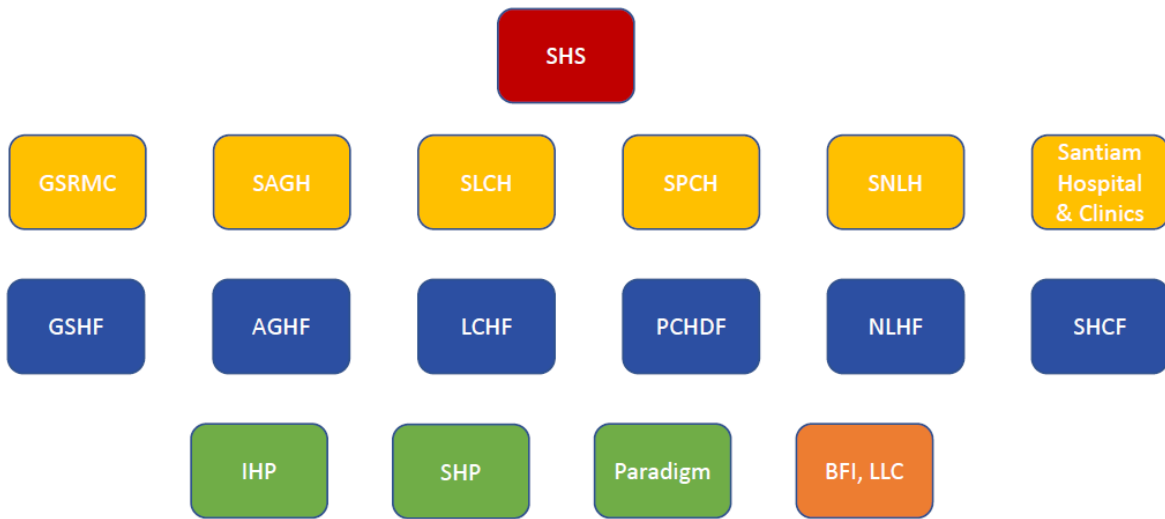 SHS
GSRMC
SAGH
SLCH
SPCH
SNLH
Santiam
Hospital
& Clinics
GSHF
AGHF
LCHF
PCHDF
NLHF
SHCF
IHP
SHP
Paradigm
BFI, LLC